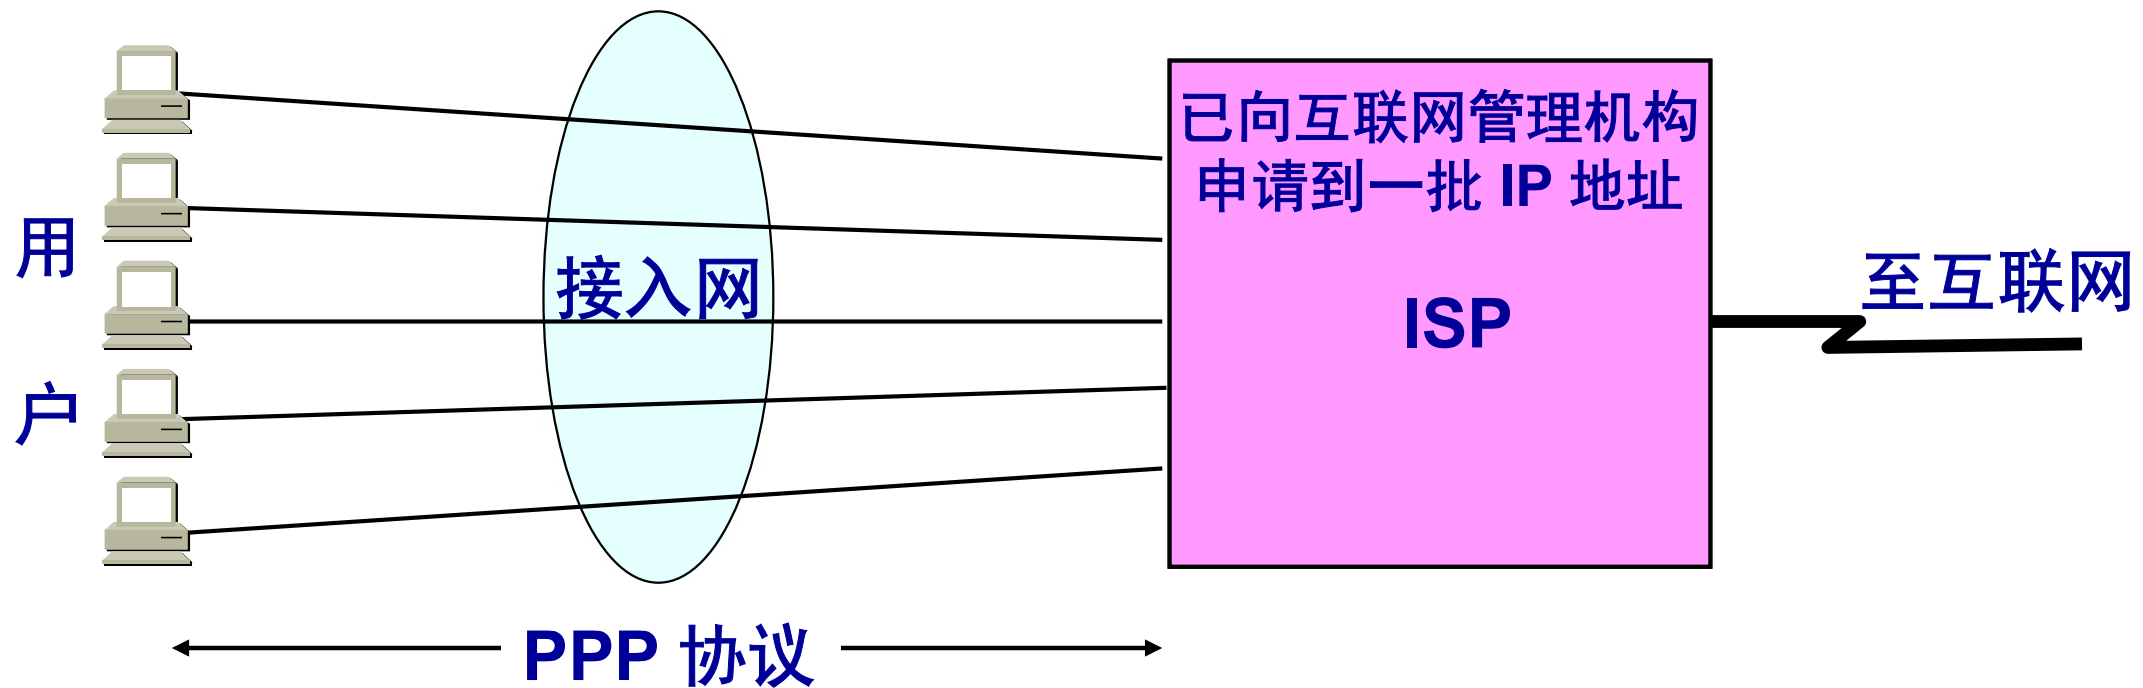 已向互联网管理机构
申请到一批 IP 地址
用
户
接入网
ISP
至互联网
PPP 协议